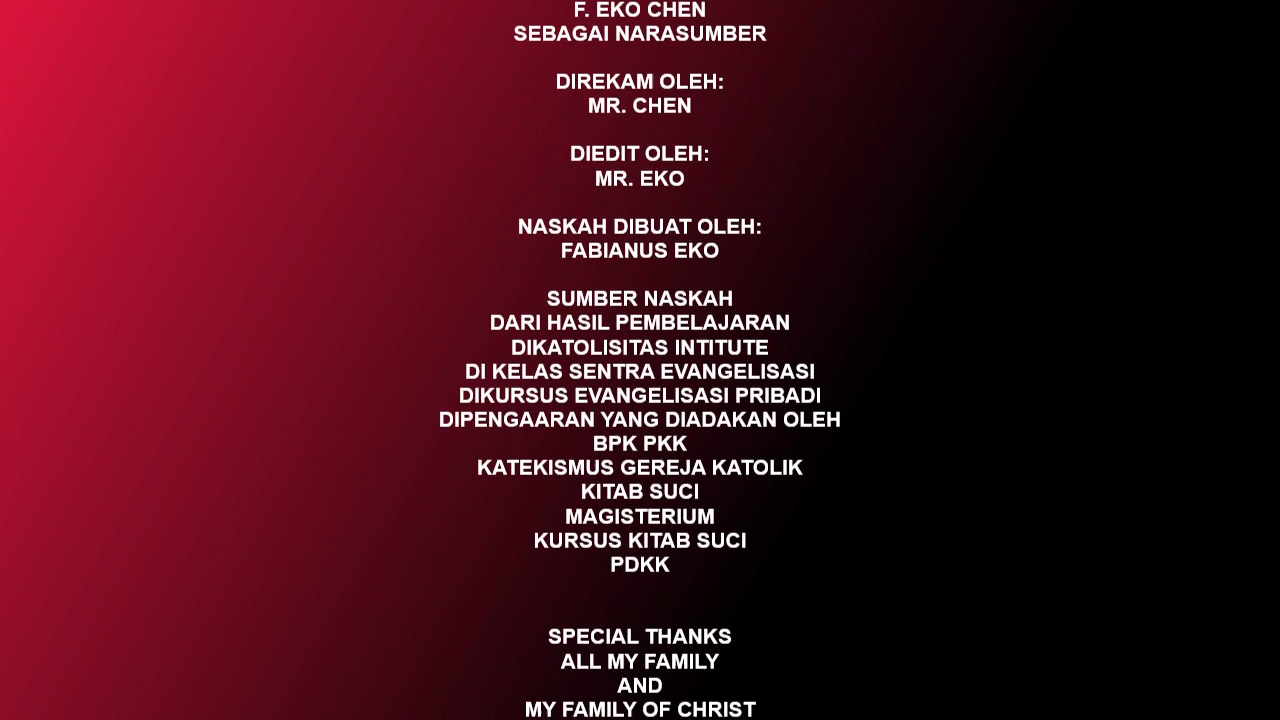 F. EKO CHEN
SEBAGAI NARASUMBER
DIREKAM OLEH:
MR. CHEN
DIEDIT OLEH:
MR. EKO
NASKAH DIBUAT OLEH:
FABIANUS EKO
SUMBER NASKAH
DARI HASIL PEMBELAJARAN
DIKATOLISITAS INTITUTE
DI KELAS SENTRA EVANGELISASI
DIKURSUS EVANGELISASI PRIBADI
DIPENGAARAN YANG DIADAKAN OLEH
BPK PKK
KATEKISMUS GEREJA KATOLIK
KITAB SUCI
MAGISTERIUM
KURSUS KITAB SUCI
PDKK
SPECIAL THANKS
ALL MY FAMILY
AND
MY FAMILY OF CHRIST